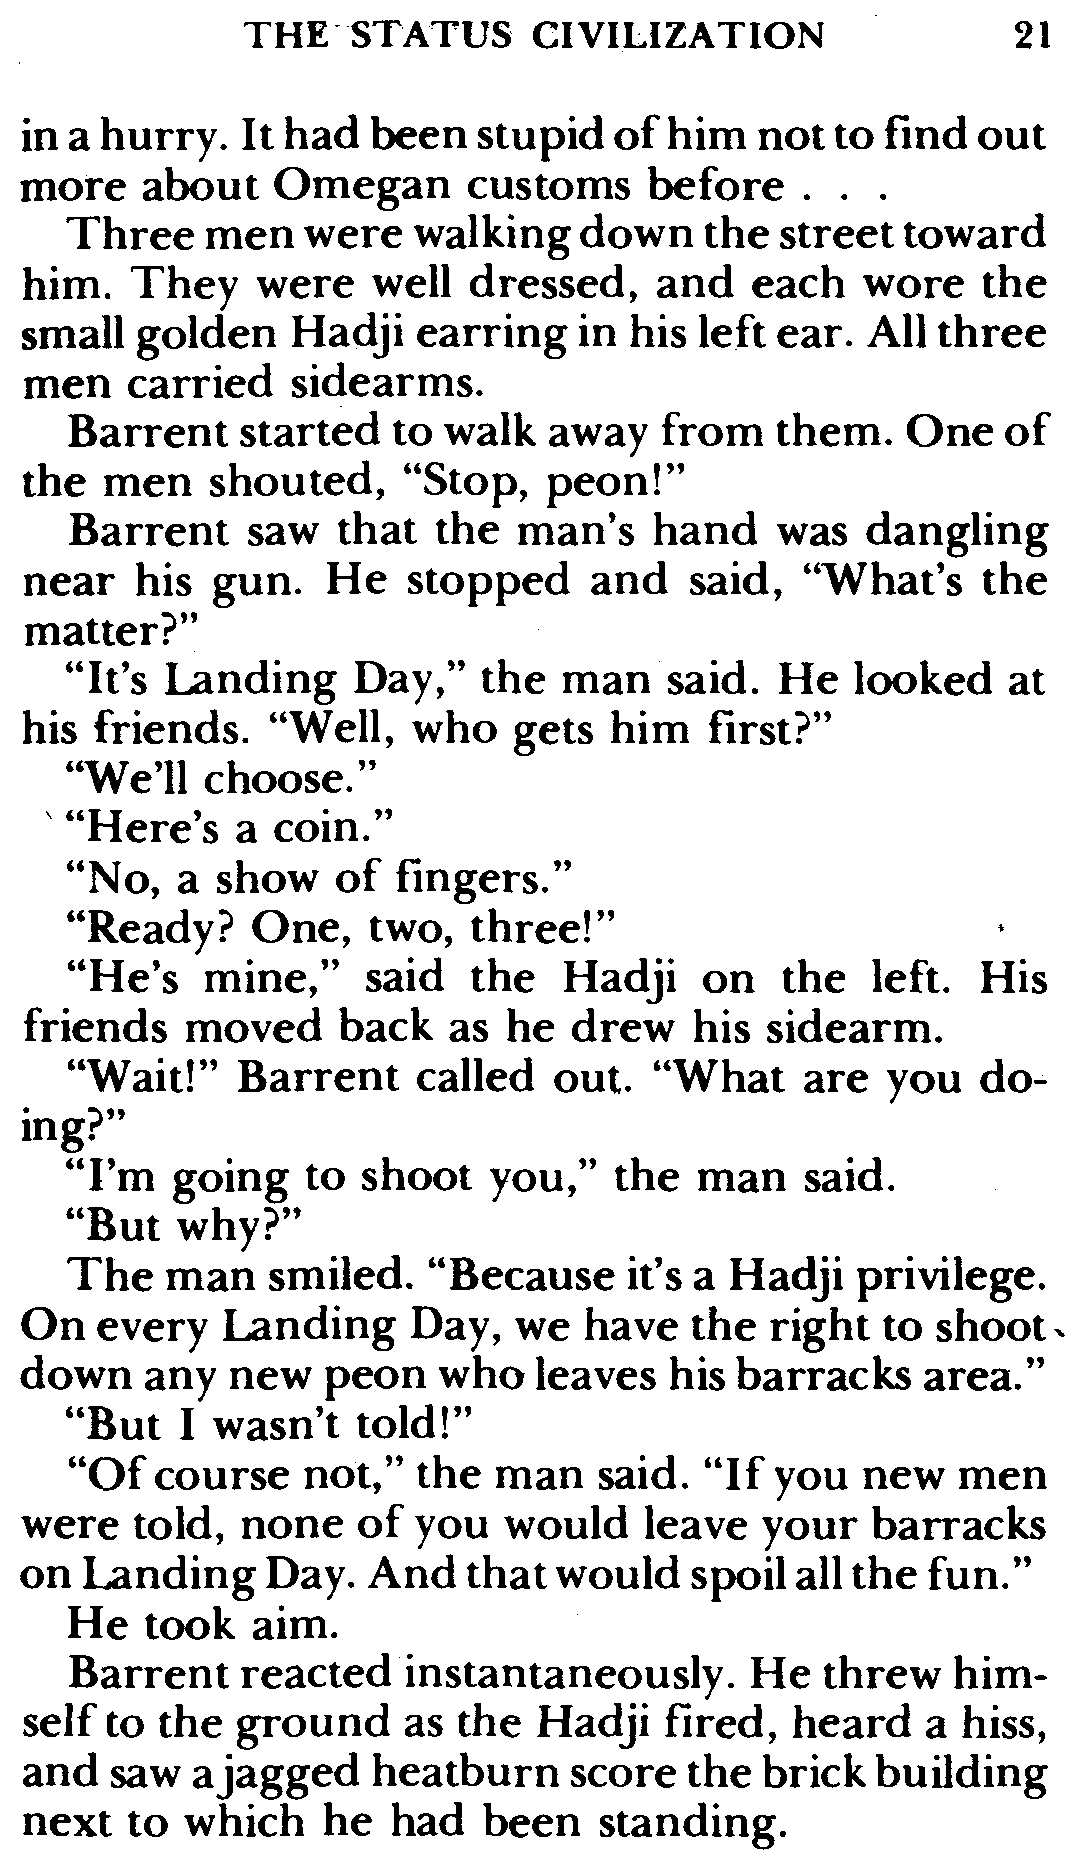 THE STATUS CIVILIZATION 21
in a hurry. It had been stupid of him not to find out
more about Omegan customs before . . .
Three men were walking down the street toward
him. They were well dressed, and each wore the
small golden Hadji earring in his left ear. All three
men carried sidearms.
Barrent started to walk away from them. One of
the men shouted, “Stop, peon!”
Barrent saw that the man's hand was dangling
near his gun. He stopped and said, “What's the
matter?”
“It's Landing Day,” the man said. He looked at
his friends. “Well, who gets him first?”
“We'll choose.”
“Here's a coin.”
“No, a show of fingers.”
“Ready? One, two, three!”
“He's mine,” said the Hadji on the left. His
friends moved back as he drew his sidearm.
“Wait!” Barrent called out. “What are you do-
ing?”
“I'm going to shoot you,” the man said.
“But why?”
The man smiled. “Because it's a Hadji privilege.
On every Landing Day, we have the right to shoot
down any new peon who leaves his barracks area.”
“But I wasn't told!”
“Of course not,” the man said. “If you new men
were told, none of you would leave your barracks
on Landing Day. And that would spoil all the fun.”
He took aim.
Barrent reacted instantaneously. He threw him-
self to the ground as the Hadji fired, heard a hiss,
and saw a jagged heatburn score the brick building
next to which he had been standing.